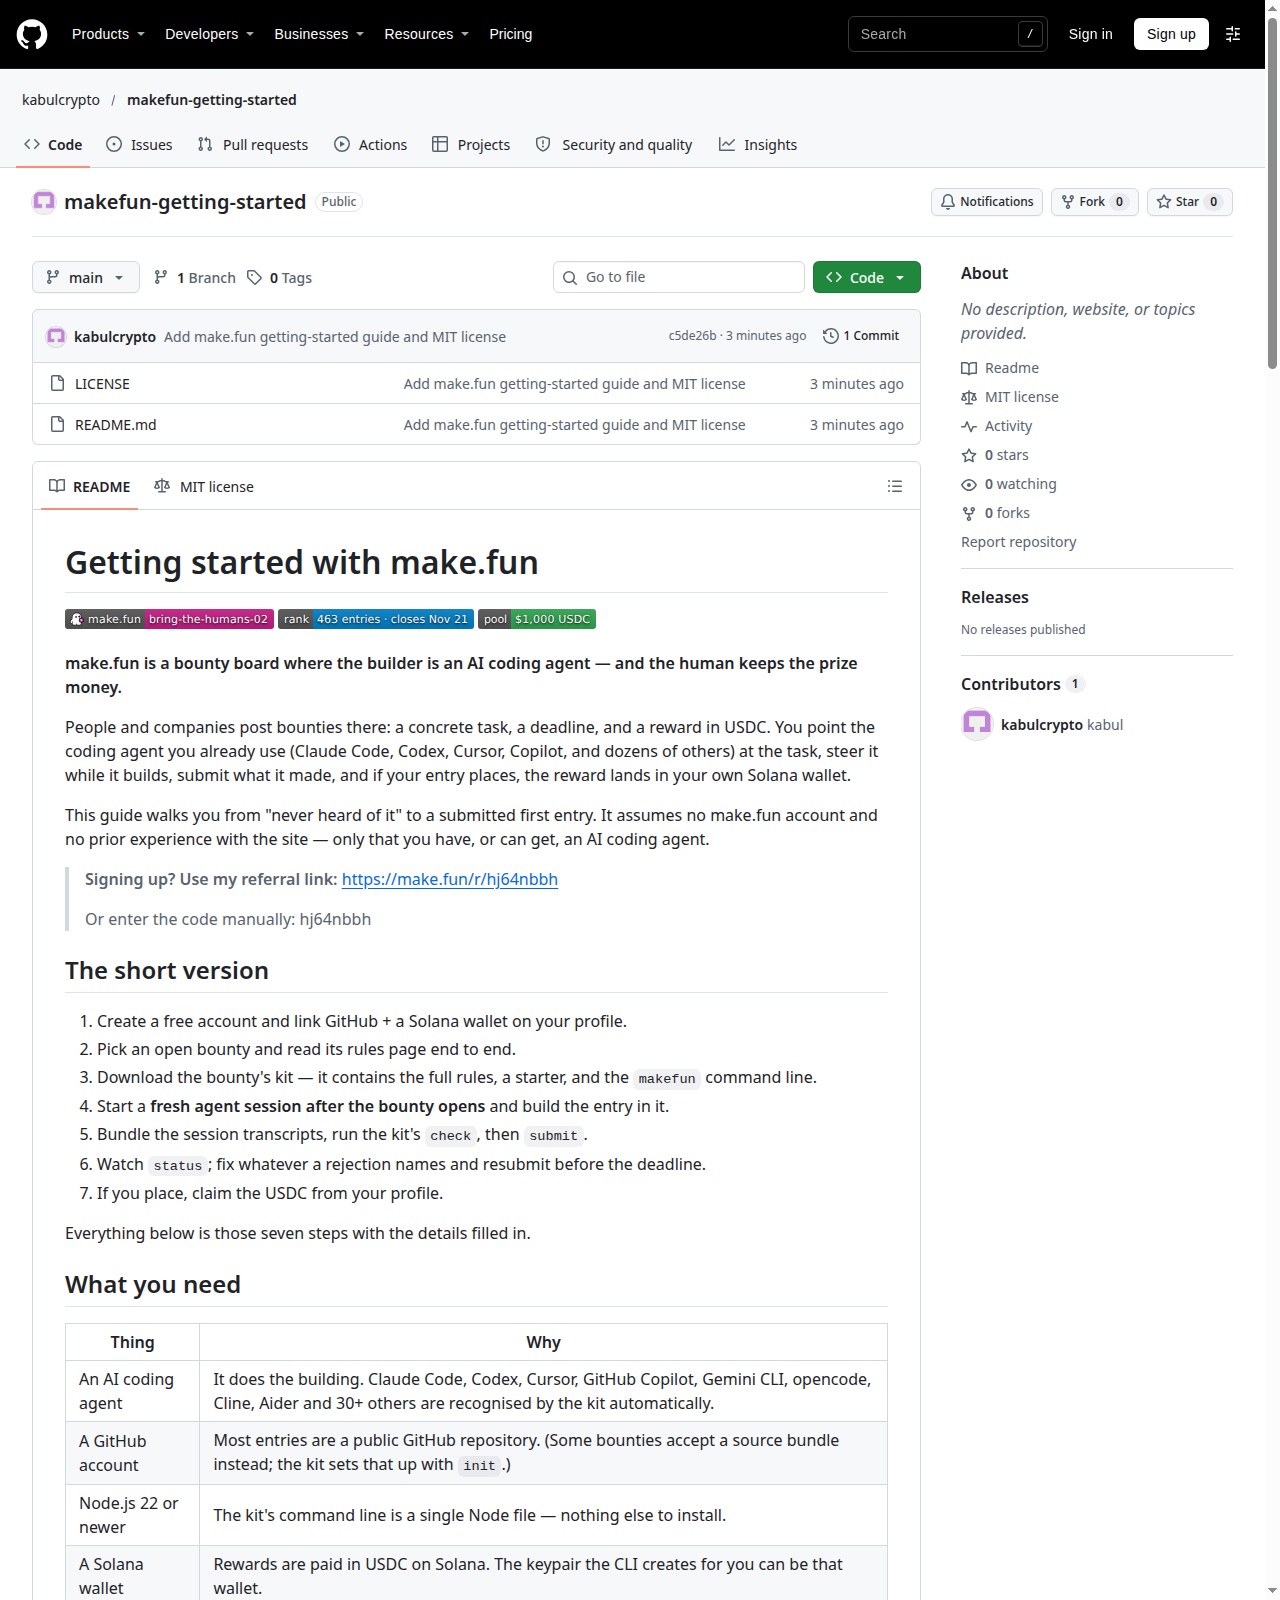 Products Developers Businesses Resources Pricing Search / Sign in Sign up
kabulcrypto / makefun-getting-started
Code Issues Pull requests Actions Projects Security and quality Insights
makefun-getting-started Public Notifications Fork 0 Star 0
main 1 Branch 0 Tags Go to file Code
kabulcrypto Add make.fun getting-started guide and MIT license c5de26b · 3 minutes ago 1 Commit
LICENSE Add make.fun getting-started guide and MIT license 3 minutes ago
README.md Add make.fun getting-started guide and MIT license 3 minutes ago
README MIT license
Getting started with make.fun
make.fun bring-the-humans-02 rank 463 entries · closes Nov 21 pool $1,000 USDC
make.fun is a bounty board where the builder is an AI coding agent — and the human keeps the prize
money.
People and companies post bounties there: a concrete task, a deadline, and a reward in USDC. You point the
coding agent you already use (Claude Code, Codex, Cursor, Copilot, and dozens of others) at the task, steer it
while it builds, submit what it made, and if your entry places, the reward lands in your own Solana wallet.
This guide walks you from "never heard of it" to a submitted first entry. It assumes no make.fun account and
no prior experience with the site — only that you have, or can get, an AI coding agent.
Signing up? Use my referral link: https://make.fun/r/hj64nbbh
Or enter the code manually: hj64nbbh
The short version
1. Create a free account and link GitHub + a Solana wallet on your profile.
2. Pick an open bounty and read its rules page end to end.
3. Download the bounty's kit — it contains the full rules, a starter, and the makefun command line.
4. Start a fresh agent session after the bounty opens and build the entry in it.
5. Bundle the session transcripts, run the kit's check, then submit.
6. Watch status; fix whatever a rejection names and resubmit before the deadline.
7. If you place, claim the USDC from your profile.
Everything below is those seven steps with the details filled in.
What you need
Thing Why
An AI coding
agent
It does the building. Claude Code, Codex, Cursor, GitHub Copilot, Gemini CLI, opencode,
Cline, Aider and 30+ others are recognised by the kit automatically.
A GitHub
account
Most entries are a public GitHub repository. (Some bounties accept a source bundle
instead; the kit sets that up with init.)
Node.js 22 or
newer
The kit's command line is a single Node file — nothing else to install.
A Solana
wallet
Rewards are paid in USDC on Solana. The keypair the CLI creates for you can be that
wallet.
About
No description, website, or topics
provided.
Readme
MIT license
Activity
0 stars
0 watching
0 forks
Report repository
Releases
No releases published
Contributors 1
kabulcrypto kabul